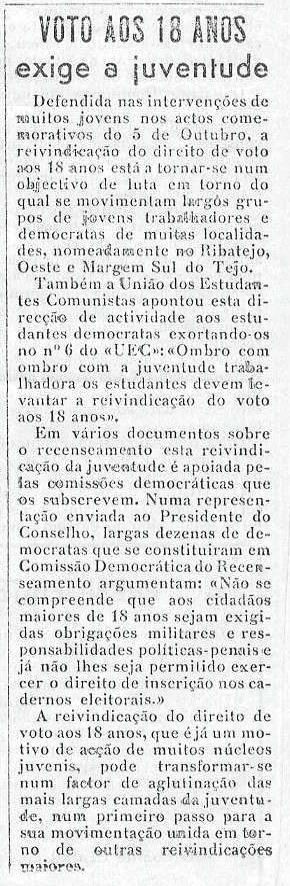 VOTO AOS 18 ANOS
exige a juventude
Defendida nas intervenções de
muitos jovens nos actos come-
morativos do 5 de Outubro, a
reivindicação do direito de voto
aos 18 anos está a tornar-se num
objectivo de luta em torno do
qual se movimentam largos gru-
pos de jovens trabalhadores e
democratas de muitas localida-
des, nomeadamente no Ribatejo,
Oeste e Margem Sul do Tejo.
Também a União dos Estudan-
tes Comunistas apontou esta di-
recção de actividade aos estu-
dantes democratas exortando-os
no nº 6 do «UEC»: «Ombro com
ombro com a juventude traba-
lhadora os estudantes devem le-
vantar a reivindicação do voto
aos 18 anos».
Em vários documentos sobre
o recenseamento esta reivindi-
cação da juventude é apoiada pe-
las comissões democráticas que
os subscrevem. Numa represen-
tação enviada ao Presidente do
Conselho, largas dezenas de de-
mocratas que se constituiram em
Comissão Democrática do Recen-
seamento argumentam: «Não se
compreende que aos cidadãos
maiores de 18 anos sejam exigi-
das obrigações militares e res-
ponsabilidades políticas-penais e
já não lhes seja permitido exer-
cer o direito de inscrição nos ca-
dernos eleitorais.»
A reivindicação do direito de
voto aos 18 anos, que é já um mo-
tivo de acção de muitos núcleos
juvenis, pode transformar-se
num factor de aglutinação das
mais largas camadas da juventu-
de, num primeiro passo para a
sua movimentação unida em tor-
no de outras reivindicações
maiores.